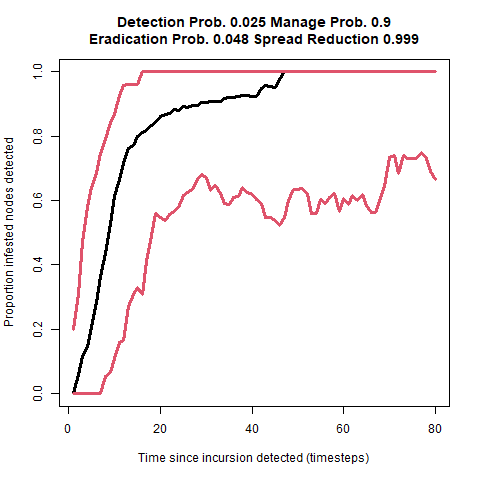 Detection Prob. 0.025 Manage Prob. 0.9
Eradication Prob. 0.048 Spread Reduction 0.999
Proportion infested nodes detected
1.0
0.8
0.6
0.4
0.2
0.0
0 20 40 60 80
Time since incursion detected (timesteps)